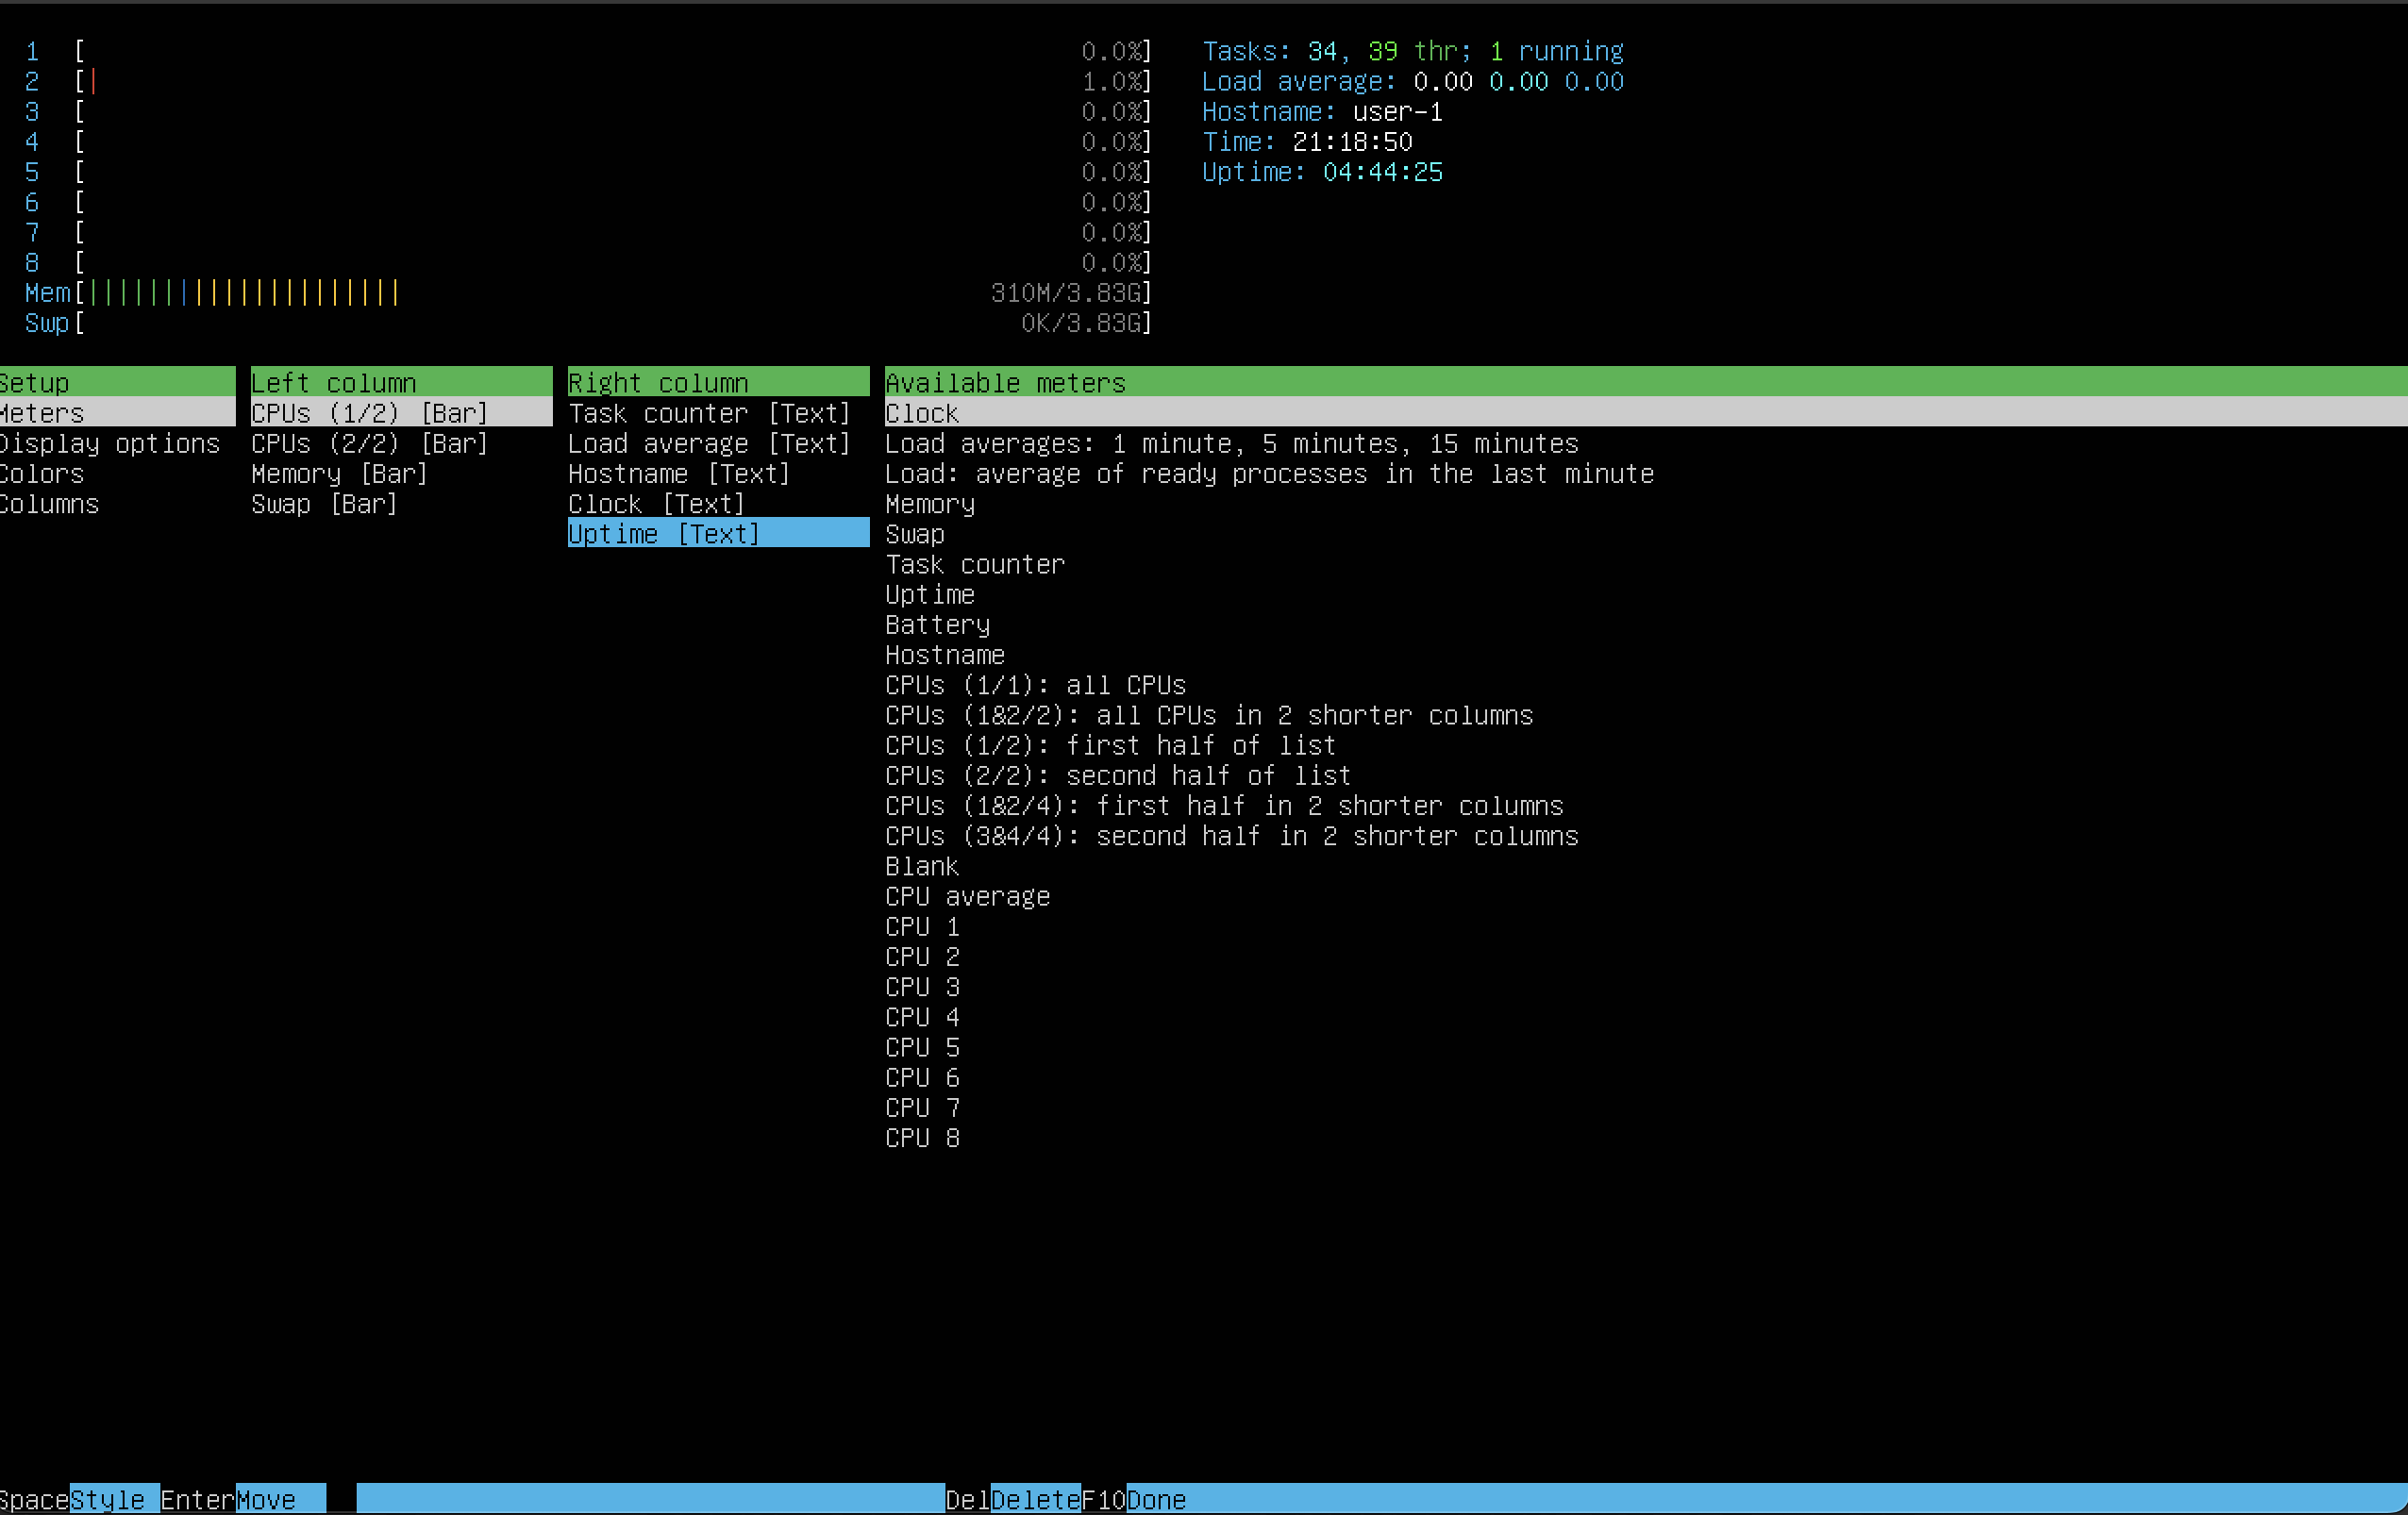 1 [ 0.0%] Tasks: 34, 39 thr; 1 running
2 [| 1.0%] Load average: 0.00 0.00 0.00
3 [ 0.0%] Hostname: user-1
4 [ 0.0%] Time: 21:18:50
5 [ 0.0%] Uptime: 04:44:25
6 [ 0.0%]
7 [ 0.0%]
8 [ 0.0%]
Mem[||||||||||||||||||||| 310M/3.83G]
Swp[ 0K/3.83G]
Setup Left column Right column Available meters
Meters CPUs (1/2) [Bar] Task counter [Text] Clock
Display options CPUs (2/2) [Bar] Load average [Text] Load averages: 1 minute, 5 minutes, 15 minutes
Colors Memory [Bar] Hostname [Text] Load: average of ready processes in the last minute
Columns Swap [Bar] Clock [Text] Memory
Uptime [Text] Swap
Task counter
Uptime
Battery
Hostname
CPUs (1/1): all CPUs
CPUs (1&2/2): all CPUs in 2 shorter columns
CPUs (1/2): first half of list
CPUs (2/2): second half of list
CPUs (1&2/4): first half in 2 shorter columns
CPUs (3&4/4): second half in 2 shorter columns
Blank
CPU average
CPU 1
CPU 2
CPU 3
CPU 4
CPU 5
CPU 6
CPU 7
CPU 8
SpaceStyle EnterMove DelDeleteF10Done